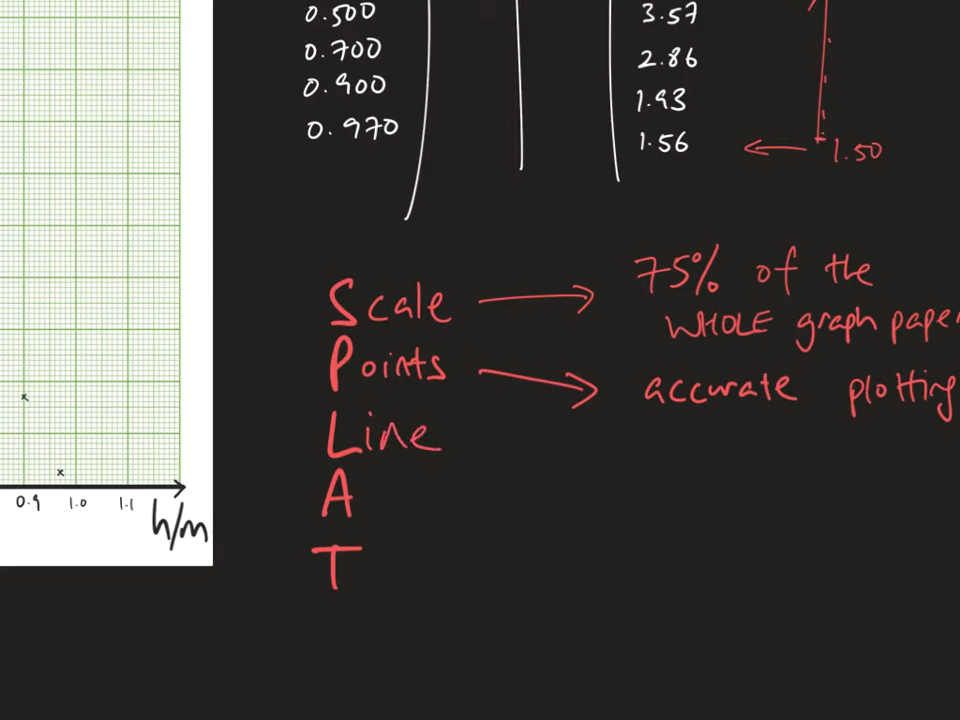 0.500 3.57
0.700 2.86
0.900 1.93
0.970 1.56
1.50
Scale 75% of the
WHOLE graph paper
Points accurate plotting
Line
A
T
0.9 1.0 1.1
h/m